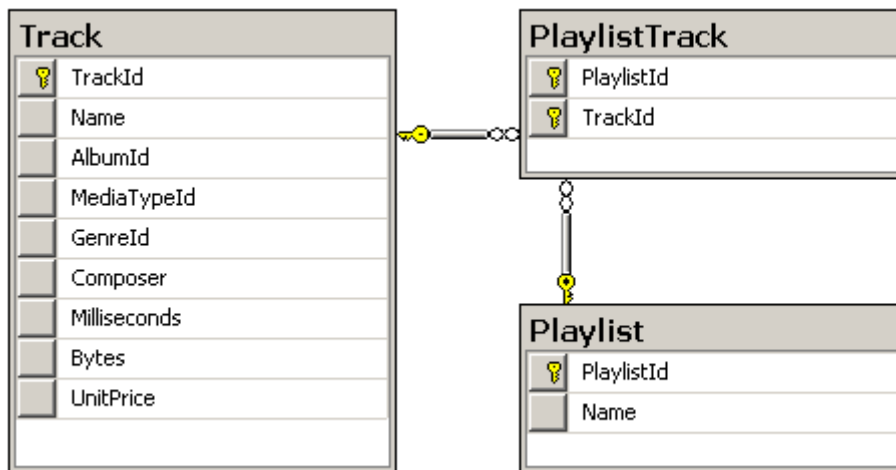 Track
TrackId
Name
AlbumId
MediaTypeId
GenreId
Composer
Milliseconds
Bytes
UnitPrice
PlaylistTrack
PlaylistId
TrackId
Playlist
PlaylistId
Name